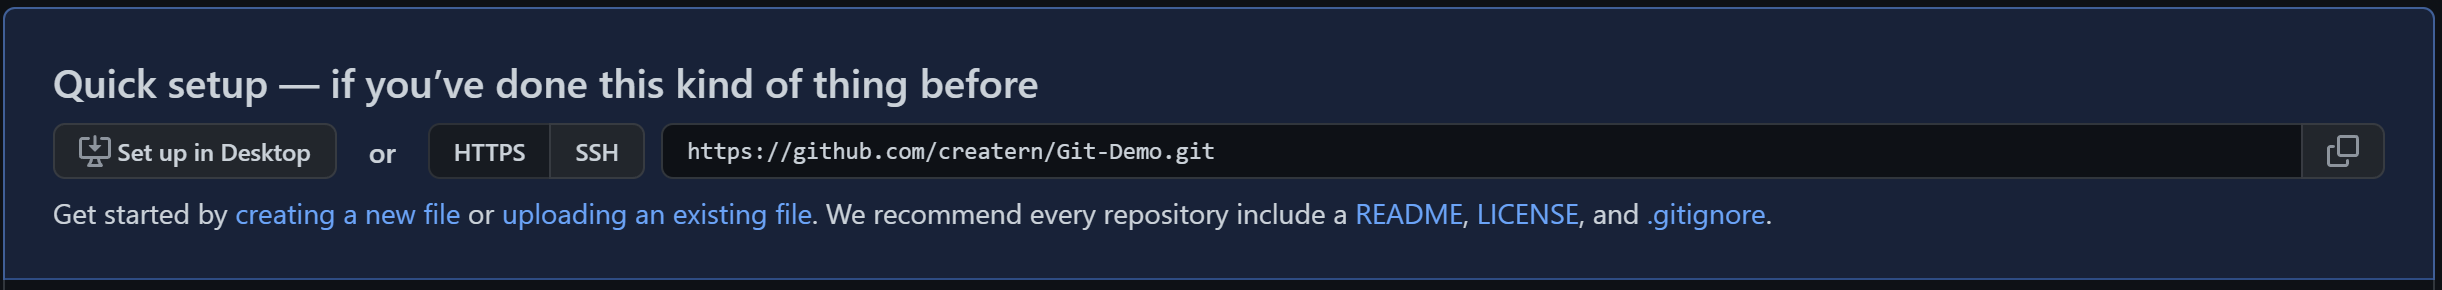 Quick setup — if you’ve done this kind of thing before
Set up in Desktop or HTTPS SSH https://github.com/creatern/Git-Demo.git
Get started by creating a new file or uploading an existing file. We recommend every repository include a README, LICENSE, and .gitignore.